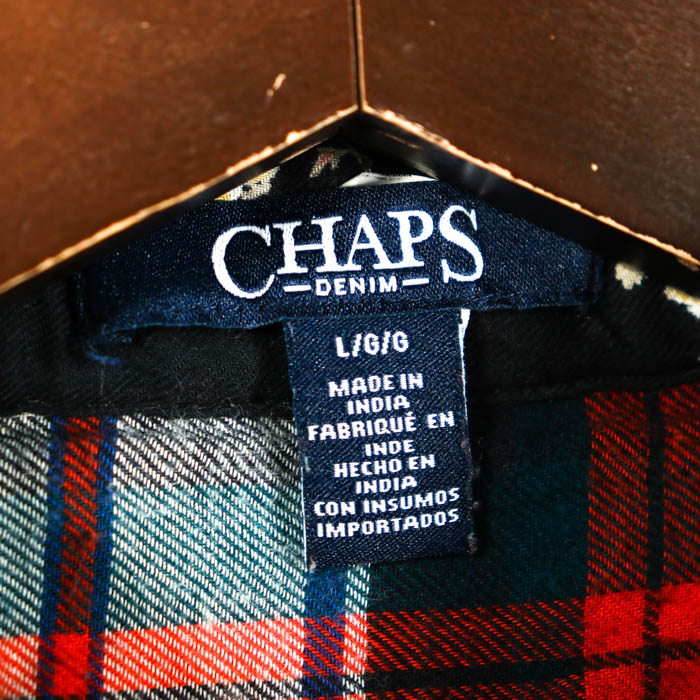 CHAPS
DENIM
L/G/G
MADE IN
INDIA
FABRIQUÉ EN
INDE
HECHO EN
INDIA
CON INSUMOS
IMPORTADOS